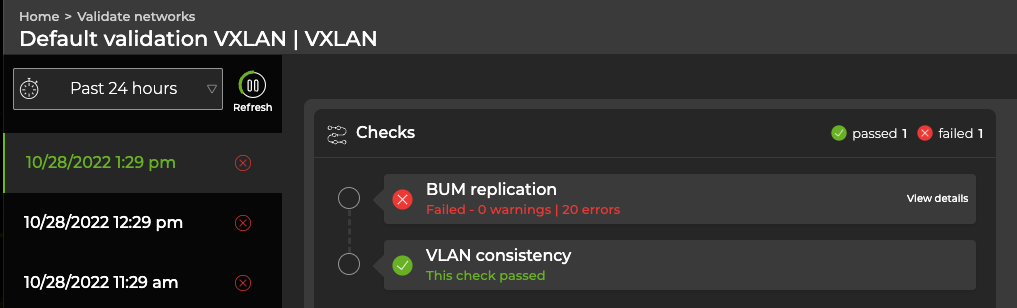 Home > Validate networks
Default validation VXLAN | VXLAN
Past 24 hours
Refresh
10/28/2022 1:29 pm
10/28/2022 12:29 pm
10/28/2022 11:29 am
Checks
passed 1 failed 1
BUM replication
Failed - 0 warnings | 20 errors
View details
VLAN consistency
This check passed